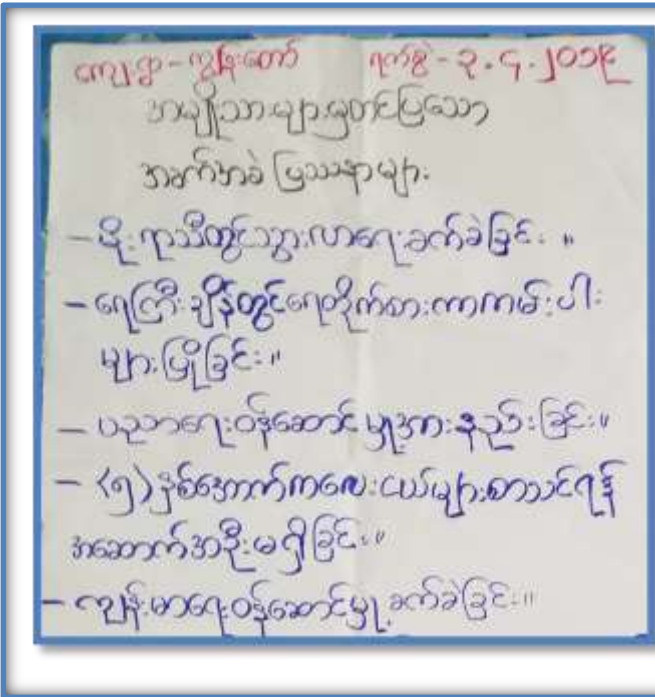 ကျေးရွာ - ကွန်းတော် ရက်စွဲ - ၃.၄.၂၀၁၉
အမျိုးသားများမှတင်ပြသော
အခက်အခဲ ပြဿနာများ
- မိုးရာသီတွင်သွားလာရေးခက်ခဲခြင်း။
- ရေကြီးချိန်တွင်ရေတိုက်စားကာကမ်းပါး
များပြိုခြင်း။
- ပညာရေးဝန်ဆောင်မှုအားနည်းခြင်း။
- (၅)နှစ်အောက်ကလေးငယ်များစာသင်ရန်
အဆောက်အဦးမရှိခြင်း။
- ကျန်းမာရေးဝန်ဆောင်မှု့ခက်ခဲခြင်း။